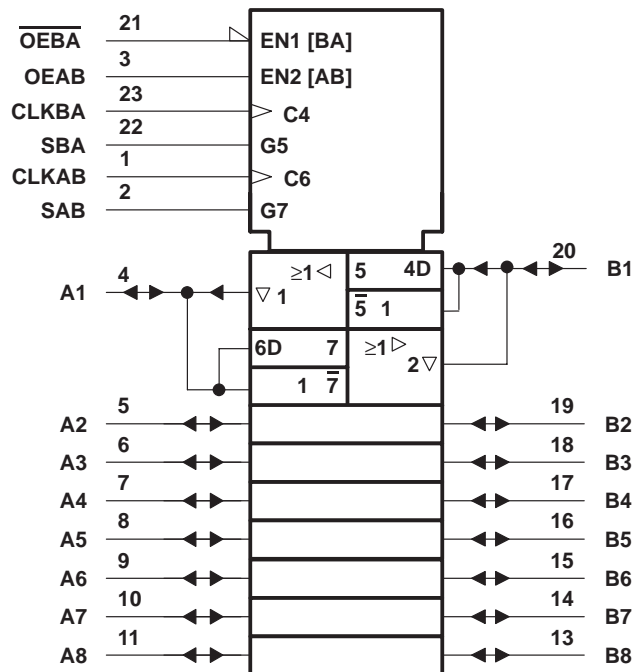 21
OEBA
EN1 [BA]
3
OEAB
EN2 [AB]
23
CLKBA
C4
22
SBA
G5
1
CLKAB
C6
2
SAB
G7
4
A1
≥1
1
5 4D
20
B1
5 1
6D 7
≥1
2
1 7
5
A2
19
B2
6
A3
18
B3
7
A4
17
B4
8
A5
16
B5
9
A6
15
B6
10
A7
14
B7
11
A8
13
B8